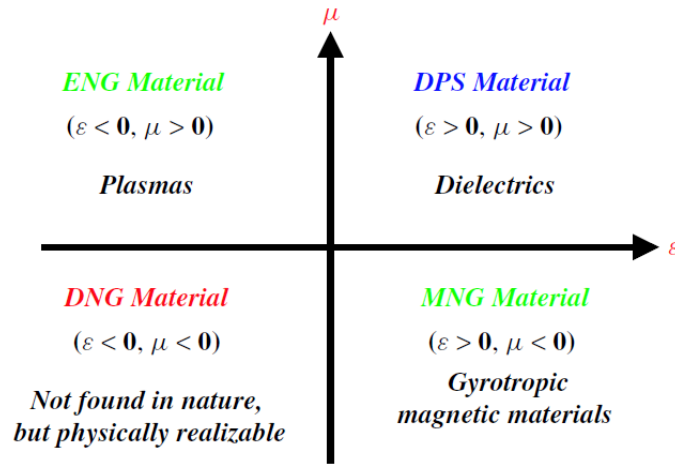 μ
ENG Material
(ε < 0, μ > 0)
Plasmas
DPS Material
(ε > 0, μ > 0)
Dielectrics
ε
DNG Material
(ε < 0, μ < 0)
Not found in nature,
but physically realizable
MNG Material
(ε > 0, μ < 0)
Gyrotropic
magnetic materials